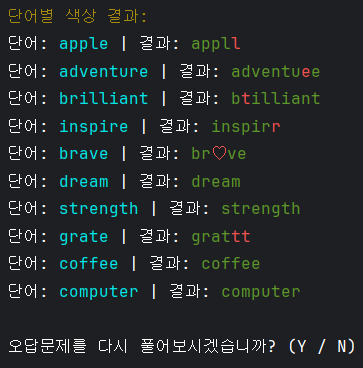 단어별 색상 결과:
단어: apple | 결과: appll
단어: adventure | 결과: adventuee
단어: brilliant | 결과: btilliant
단어: inspire | 결과: inspirr
단어: brave | 결과: br♡ve
단어: dream | 결과: dream
단어: strength | 결과: strength
단어: grate | 결과: grattt
단어: coffee | 결과: coffee
단어: computer | 결과: computer
오답문제를 다시 풀어보시겠습니까? (Y / N)